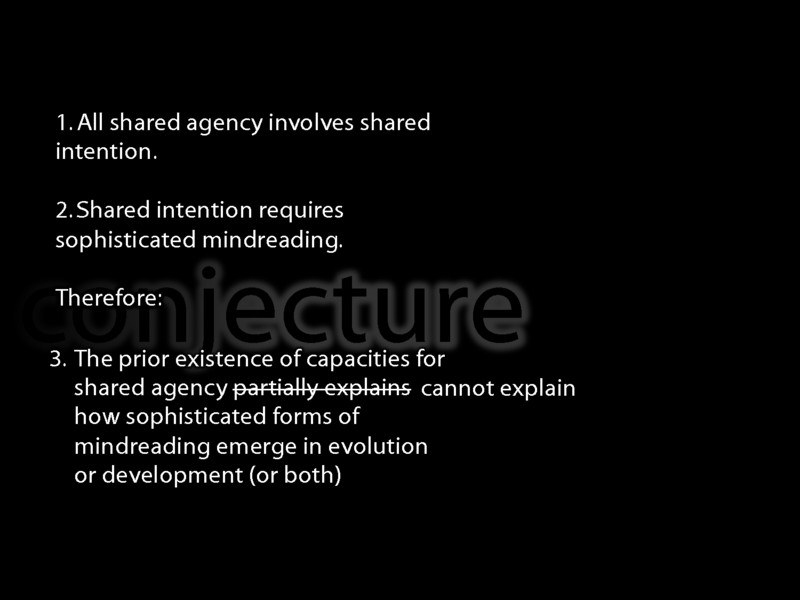 1. All shared agency involves shared
intention.
2. Shared intention requires
sophisticated mindreading.
Therefore:
conjecture
3. The prior existence of capacities for
shared agency partially explains cannot explain
how sophisticated forms of
mindreading emerge in evolution
or development (or both)